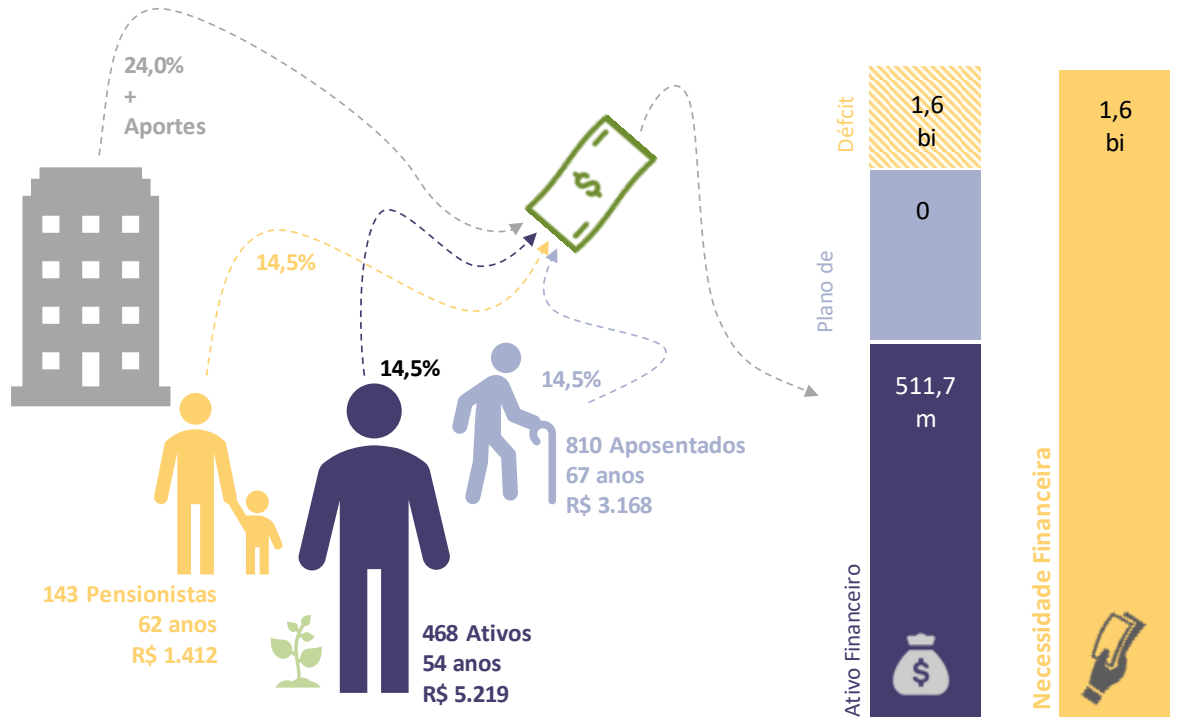 24,0%
+
Aportes
14,5%
14,5%
14,5%
143 Pensionistas
62 anos
R$ 1.412
468 Ativos
54 anos
R$ 5.219
810 Aposentados
67 anos
R$ 3.168
Défcit
1,6
bi
Plano de
0
Ativo Financeiro
511,7
m
$
Necessidade Financeira
1,6
bi
$